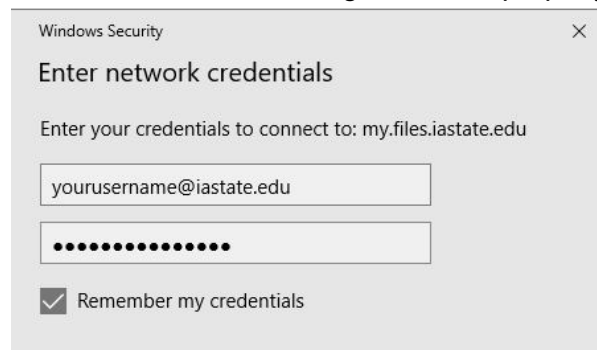 Windows Security
Enter network credentials
Enter your credentials to connect to: my.files.iastate.edu
yourusername@iastate.edu
•••••••••••••••
Remember my credentials